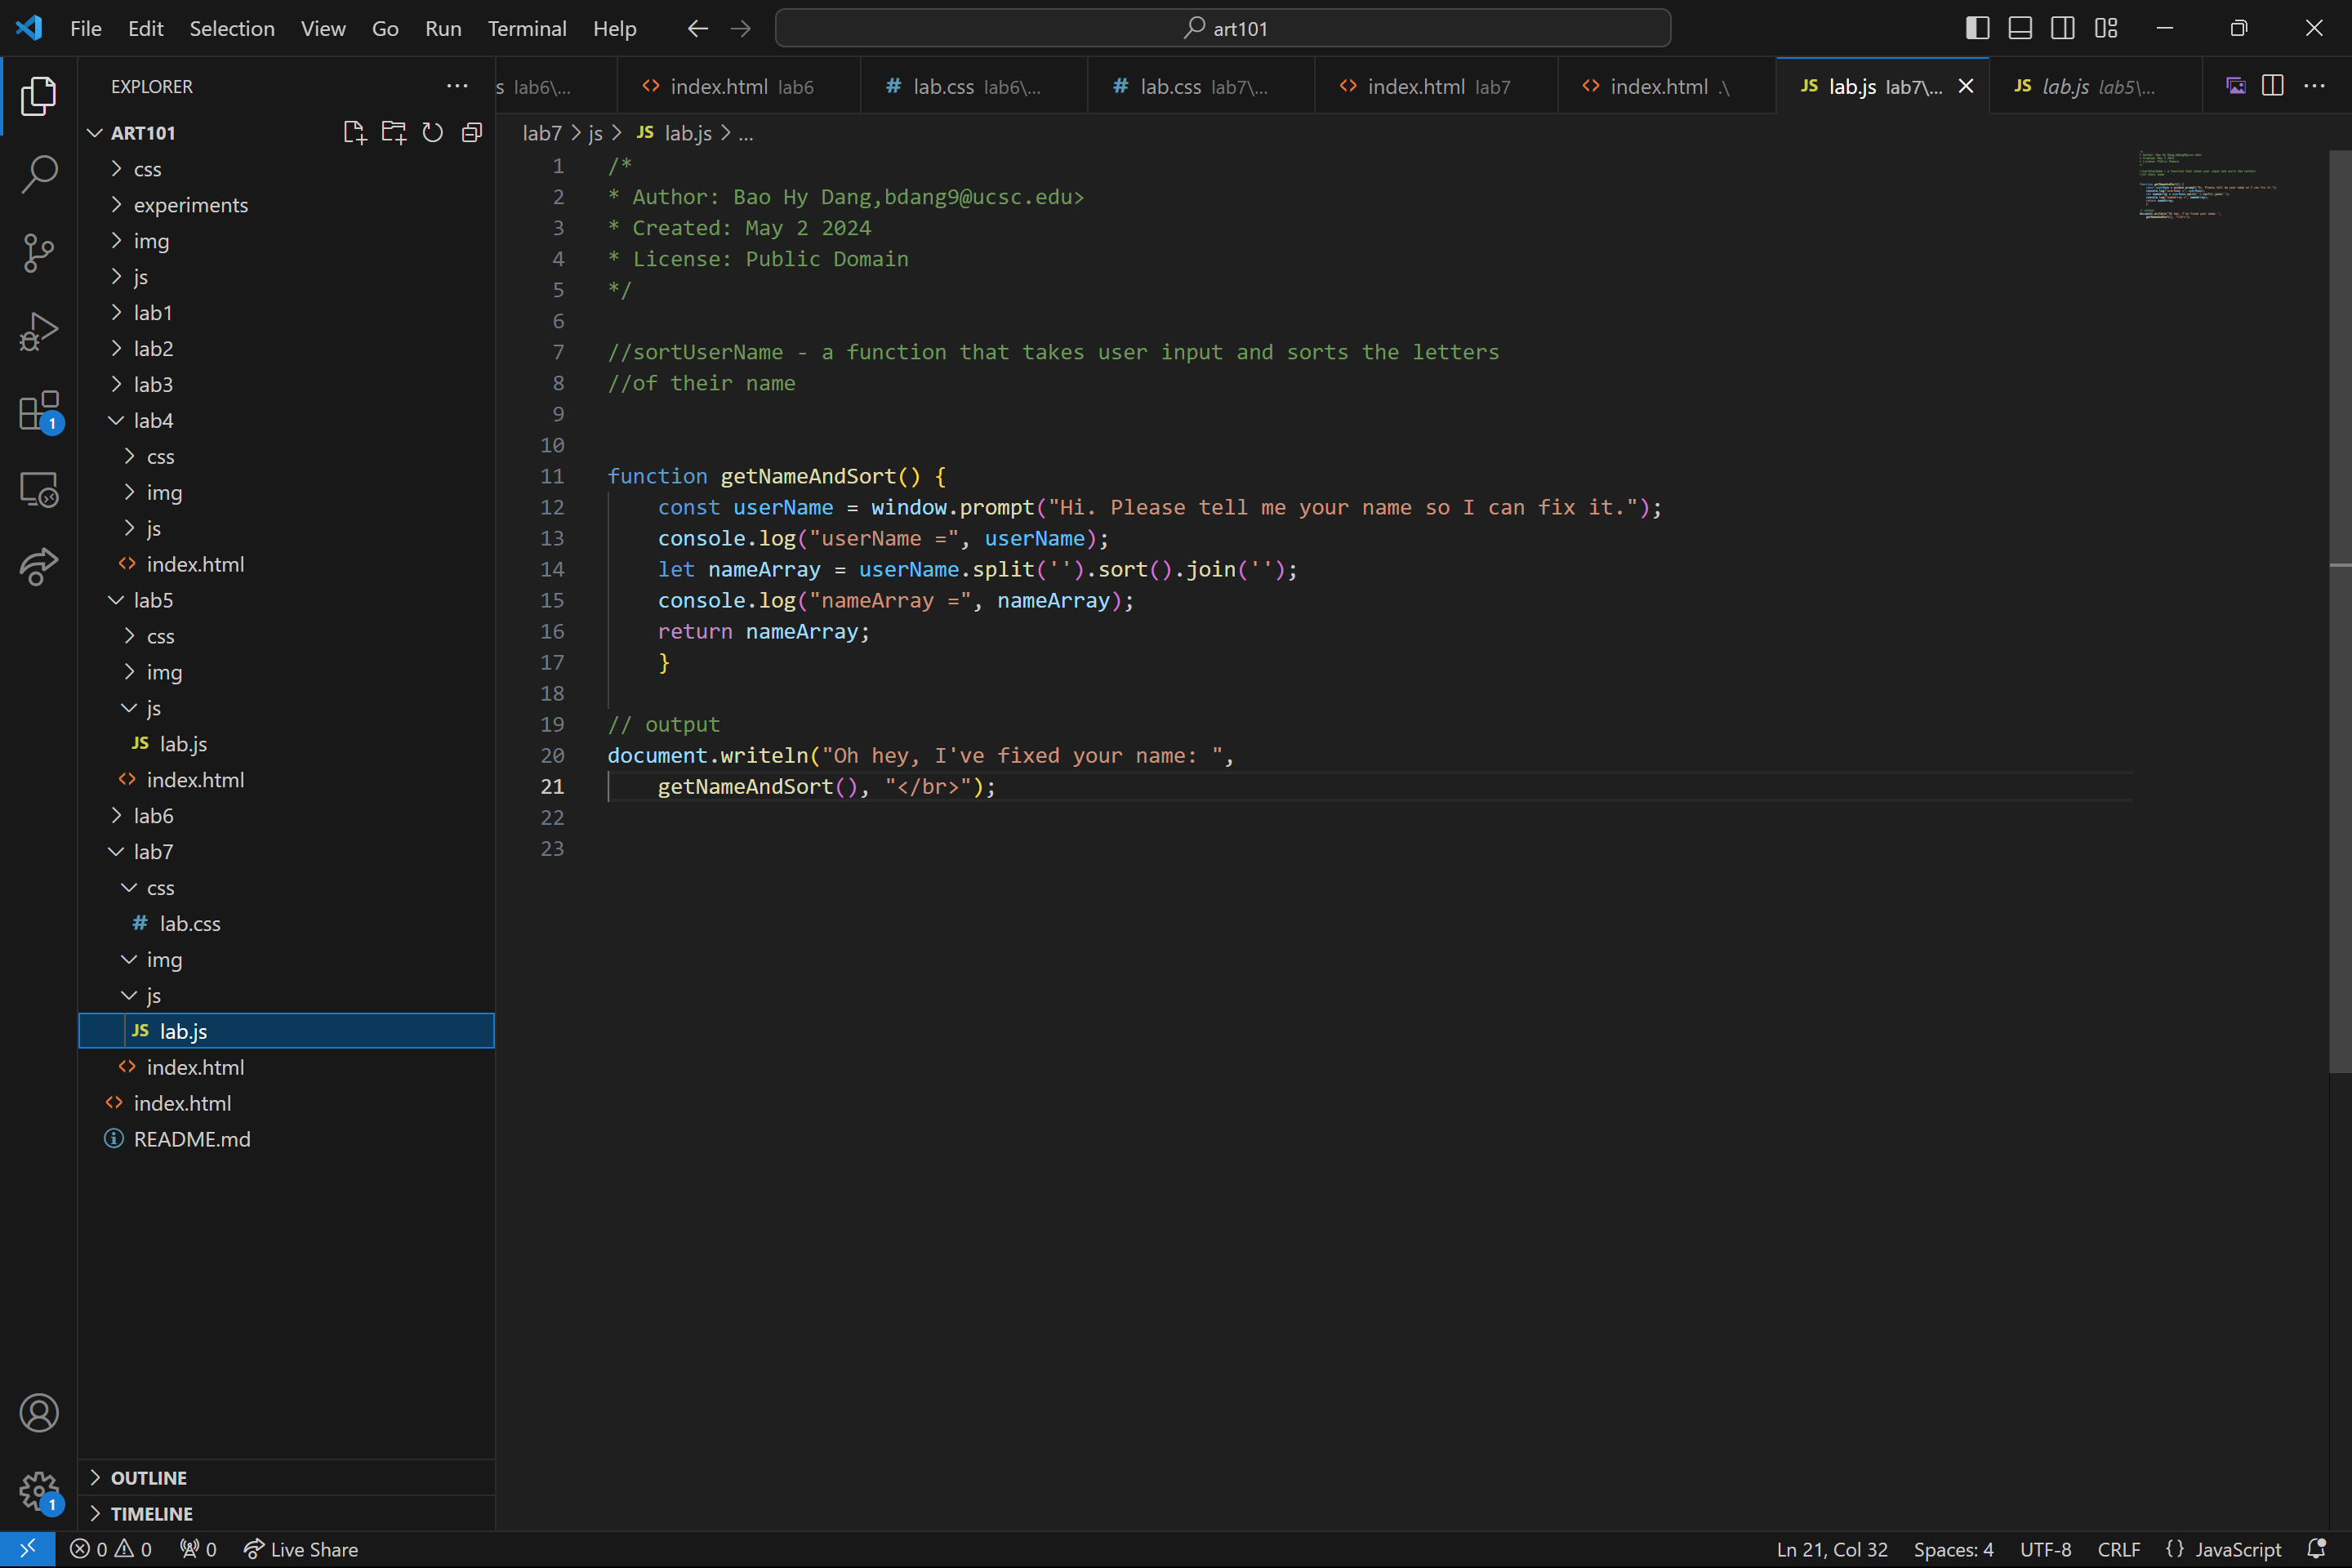 File Edit Selection View Go Run Terminal Help art101
EXPLORER
s lab6\... index.html lab6 # lab.css lab6\... # lab.css lab7\... index.html lab7 index.html .\ JS lab.js lab7\... JS lab.js lab5\...
lab7 > js > JS lab.js > ...
ART101
css
experiments
img
js
lab1
lab2
lab3
lab4
css
img
js
index.html
lab5
css
img
js
JS lab.js
index.html
lab6
lab7
css
# lab.css
img
js
JS lab.js
index.html
index.html
README.md
OUTLINE
TIMELINE
1 /*
2 * Author: Bao Hy Dang,bdang9@ucsc.edu>
3 * Created: May 2 2024
4 * License: Public Domain
5 */
6
7 //sortUserName - a function that takes user input and sorts the letters
8 //of their name
9
10
11 function getNameAndSort() {
12     const userName = window.prompt("Hi. Please tell me your name so I can fix it.");
13     console.log("userName =", userName);
14     let nameArray = userName.split('').sort().join('');
15     console.log("nameArray =", nameArray);
16     return nameArray;
17     }
18
19 // output
20 document.writeln("Oh hey, I've fixed your name: ",
21     getNameAndSort(), "</br>");
22
23
1
1
0 0 0 Live Share Ln 21, Col 32 Spaces: 4 UTF-8 CRLF {} JavaScript